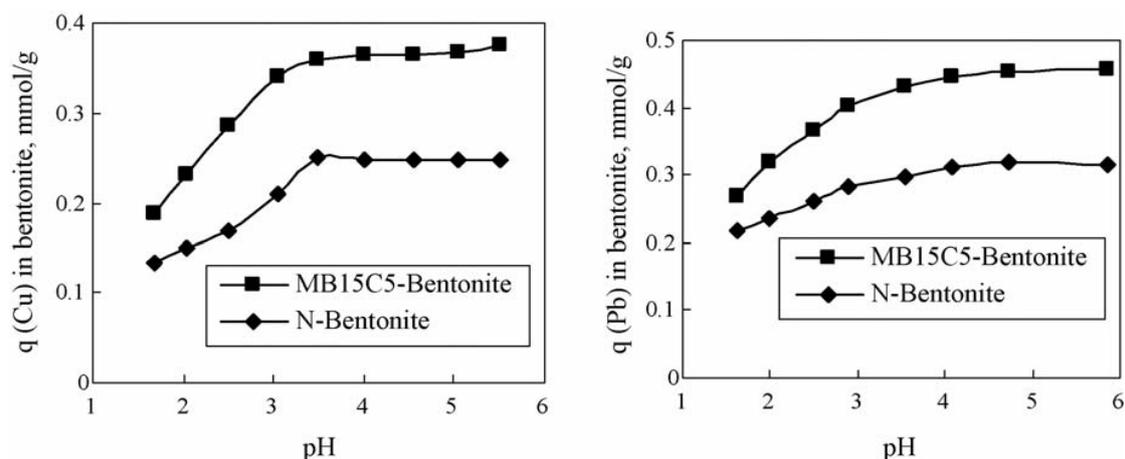 q (Cu) in bentonite, mmol/g
0.4
0.3
0.2
0.1
0
1 2 3 4 5 6
pH
MB15C5-Bentonite
N-Bentonite
q (Pb) in bentonite, mmol/g
0.5
0.4
0.3
0.2
0.1
0
1 2 3 4 5 6
pH
MB15C5-Bentonite
N-Bentonite